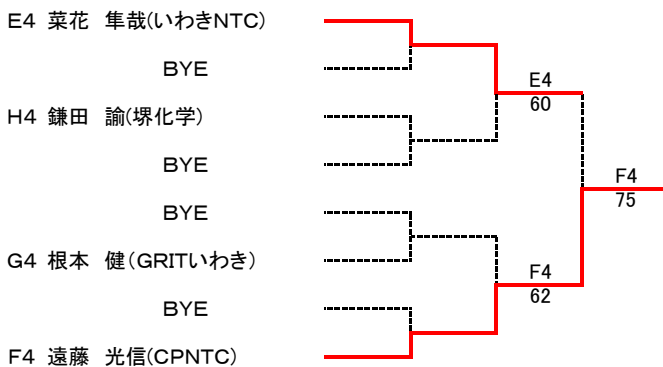 E4 菜花　隼哉(いわきNTC)
BYE
E4
60
H4 鎌田　諭(堺化学)
BYE
F4
75
BYE
G4 根本　健(GRITいわき)
F4
62
BYE
F4 遠藤　光信(CPNTC)